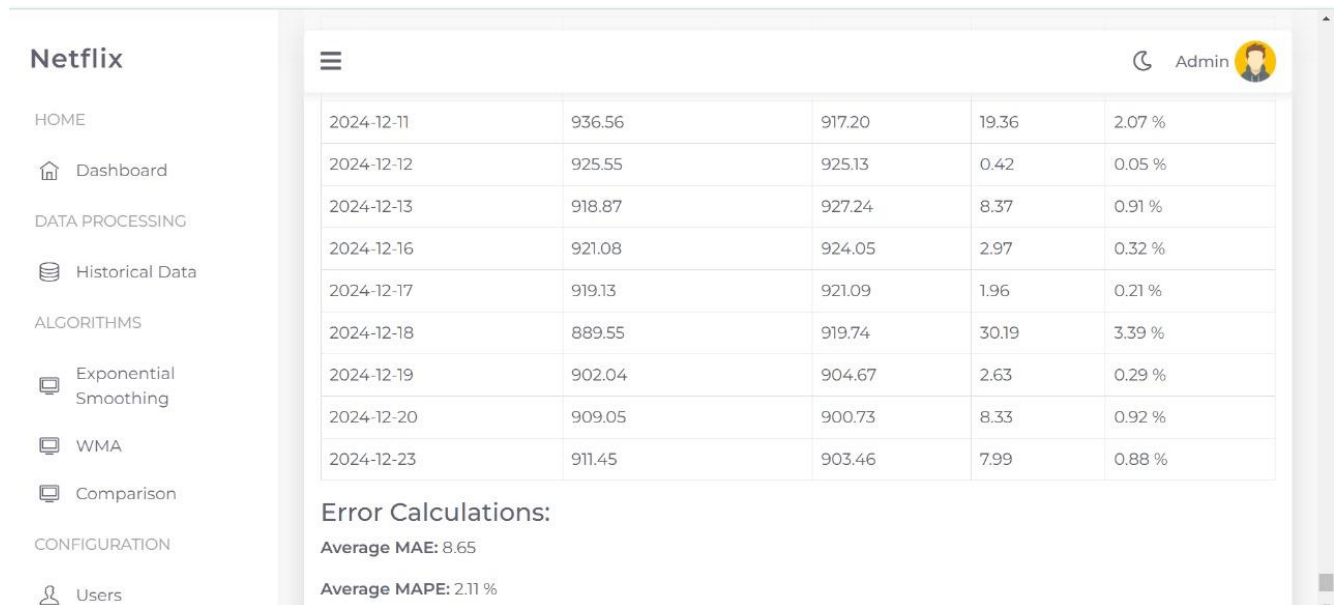 Netflix
HOME
Dashboard
DATA PROCESSING
Historical Data
ALGORITHMS
Exponential
Smoothing
WMA
Comparison
CONFIGURATION
Users
Admin
2024-12-11 936.56 917.20 19.36 2.07 %
2024-12-12 925.55 925.13 0.42 0.05 %
2024-12-13 918.87 927.24 8.37 0.91 %
2024-12-16 921.08 924.05 2.97 0.32 %
2024-12-17 919.13 921.09 1.96 0.21 %
2024-12-18 889.55 919.74 30.19 3.39 %
2024-12-19 902.04 904.67 2.63 0.29 %
2024-12-20 909.05 900.73 8.33 0.92 %
2024-12-23 911.45 903.46 7.99 0.88 %
Error Calculations:
Average MAE: 8.65
Average MAPE: 2.11 %